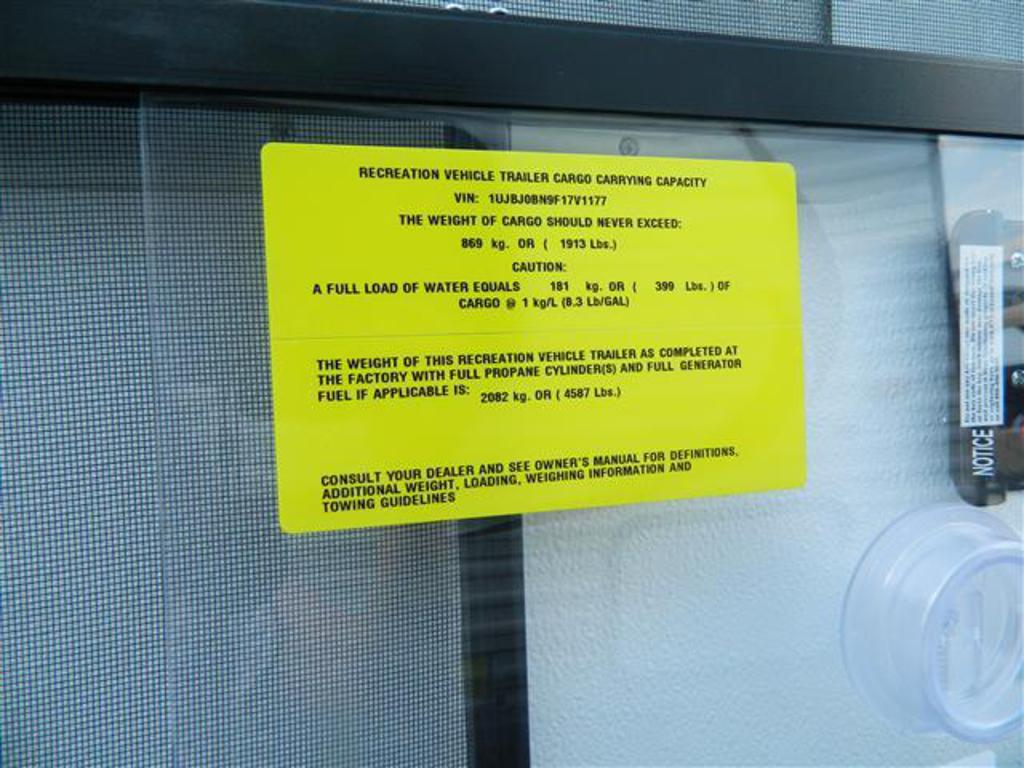 RECREATION VEHICLE TRAILER CARGO CARRYING CAPACITY
VIN: 1UJBJ0BN9F17V1177
THE WEIGHT OF CARGO SHOULD NEVER EXCEED:
869 kg. OR ( 1913 Lbs.)
CAUTION:
A FULL LOAD OF WATER EQUALS 181 kg. OR ( 399 Lbs. ) OF
CARGO @ 1 kg/L (8.3 Lb/GAL)
THE WEIGHT OF THIS RECREATION VEHICLE TRAILER AS COMPLETED AT
THE FACTORY WITH FULL PROPANE CYLINDER(S) AND FULL GENERATOR
FUEL IF APPLICABLE IS: 2082 kg. OR ( 4587 Lbs.)
CONSULT YOUR DEALER AND SEE OWNER'S MANUAL FOR DEFINITIONS,
ADDITIONAL WEIGHT, LOADING, WEIGHING INFORMATION AND
TOWING GUIDELINES
NOTICE